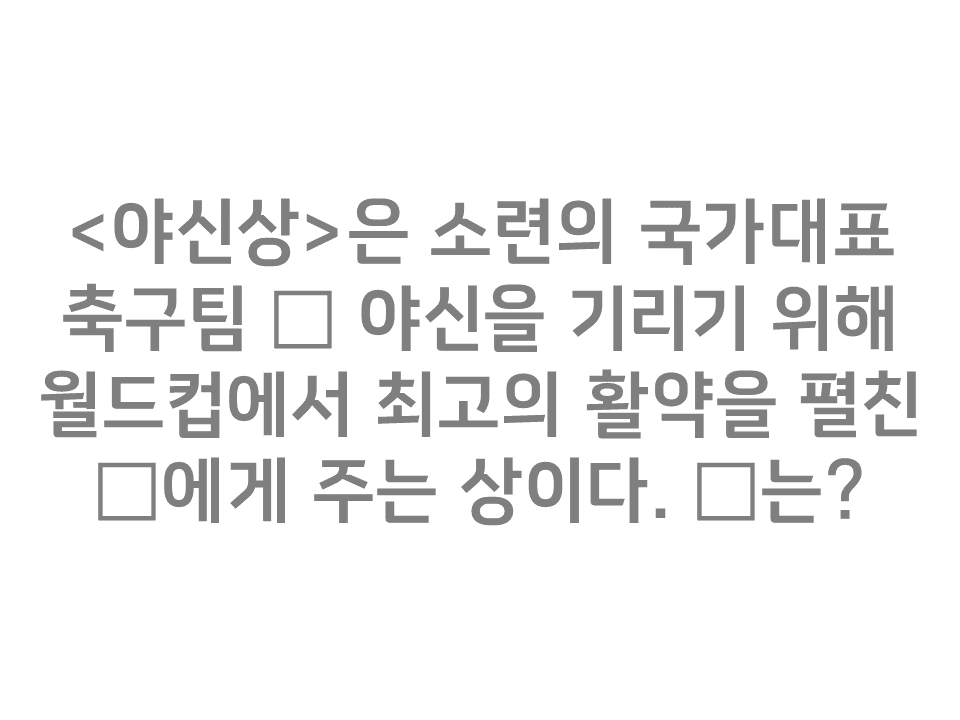 <야신상>은 소련의 국가대표
축구팀 □ 야신을 기리기 위해
월드컵에서 최고의 활약을 펼친
□에게 주는 상이다. □는?